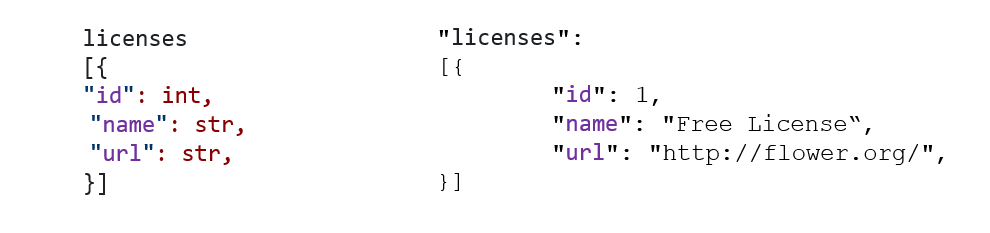 licenses
[{
"id": int,
"name": str,
"url": str,
}]
"licenses":
[{
"id": 1,
"name": "Free License‟,
"url": "http://flower.org/",
}]